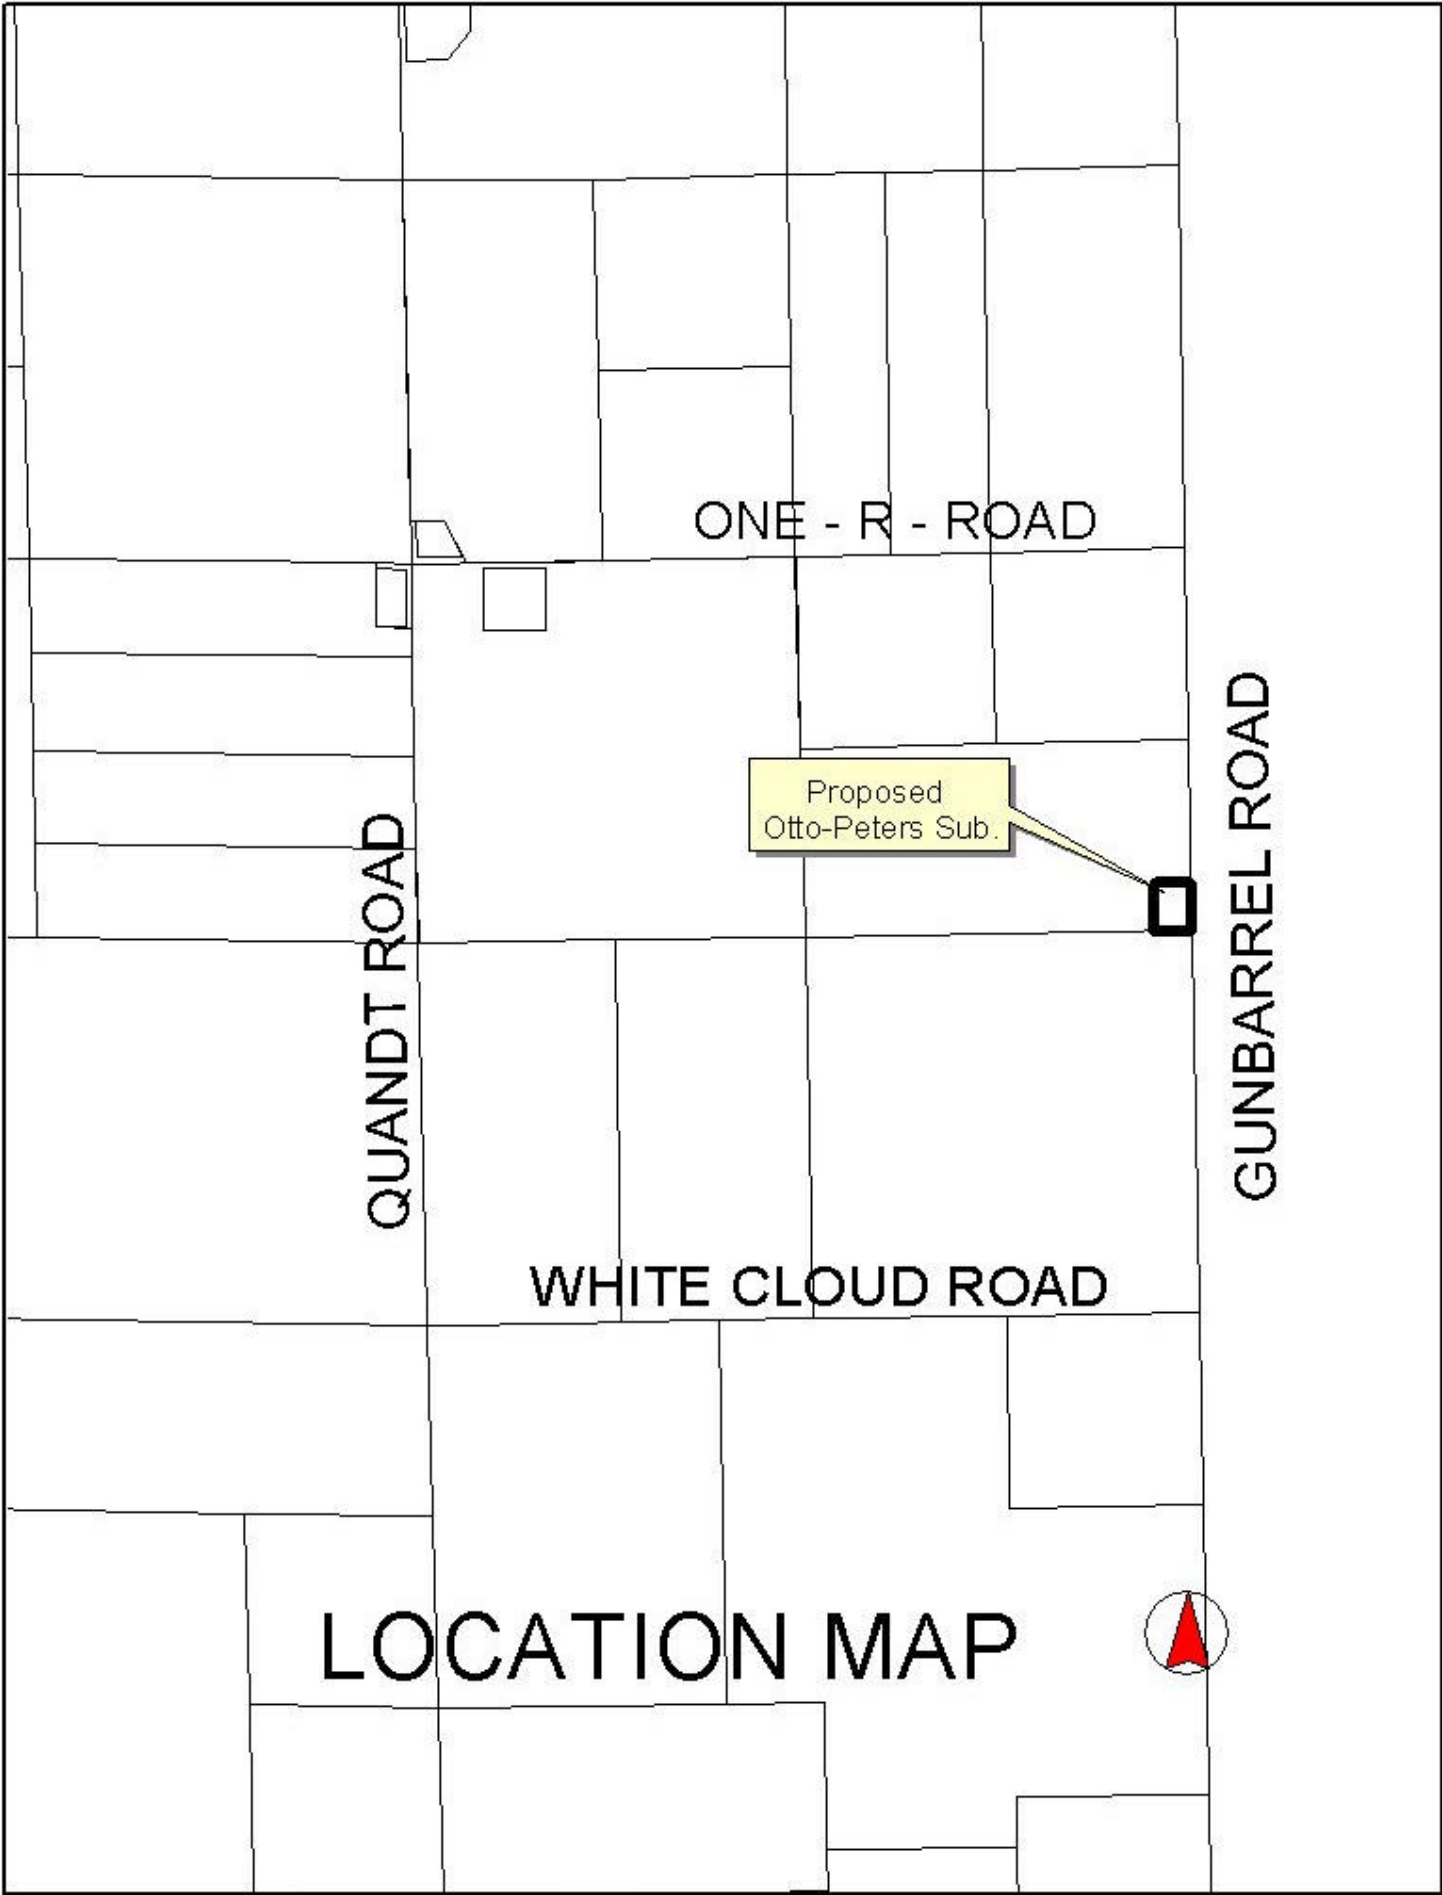 ONE - R - ROAD
Proposed
Otto-Peters Sub.
GUNBARREL ROAD
QUANDT ROAD
WHITE CLOUD ROAD
LOCATION MAP